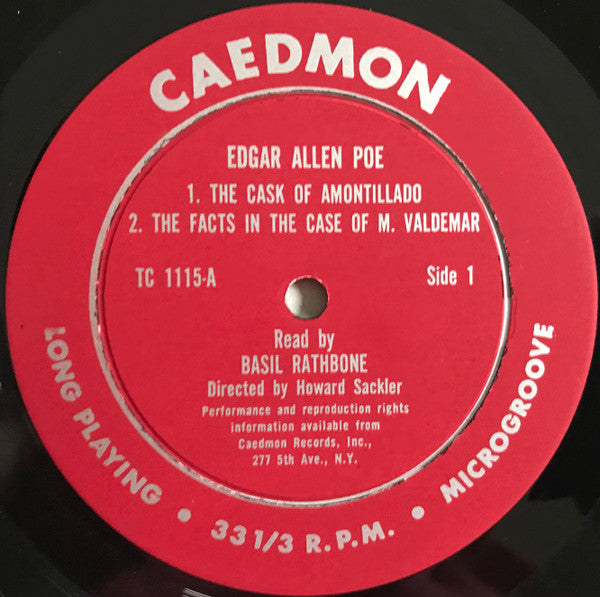 CAEDMON
EDGAR ALLEN POE
1. THE CASK OF AMONTILLADO
2. THE FACTS IN THE CASE OF M. VALDEMAR
TC 1115-A Side 1
Read by
BASIL RATHBONE
Directed by Howard Sackler
Performance and reproduction rights
information available from
Caedmon Records, Inc.,
277 5th Ave., N.Y.
LONG PLAYING • 33 1/3 R.P.M. • MICROGROOVE